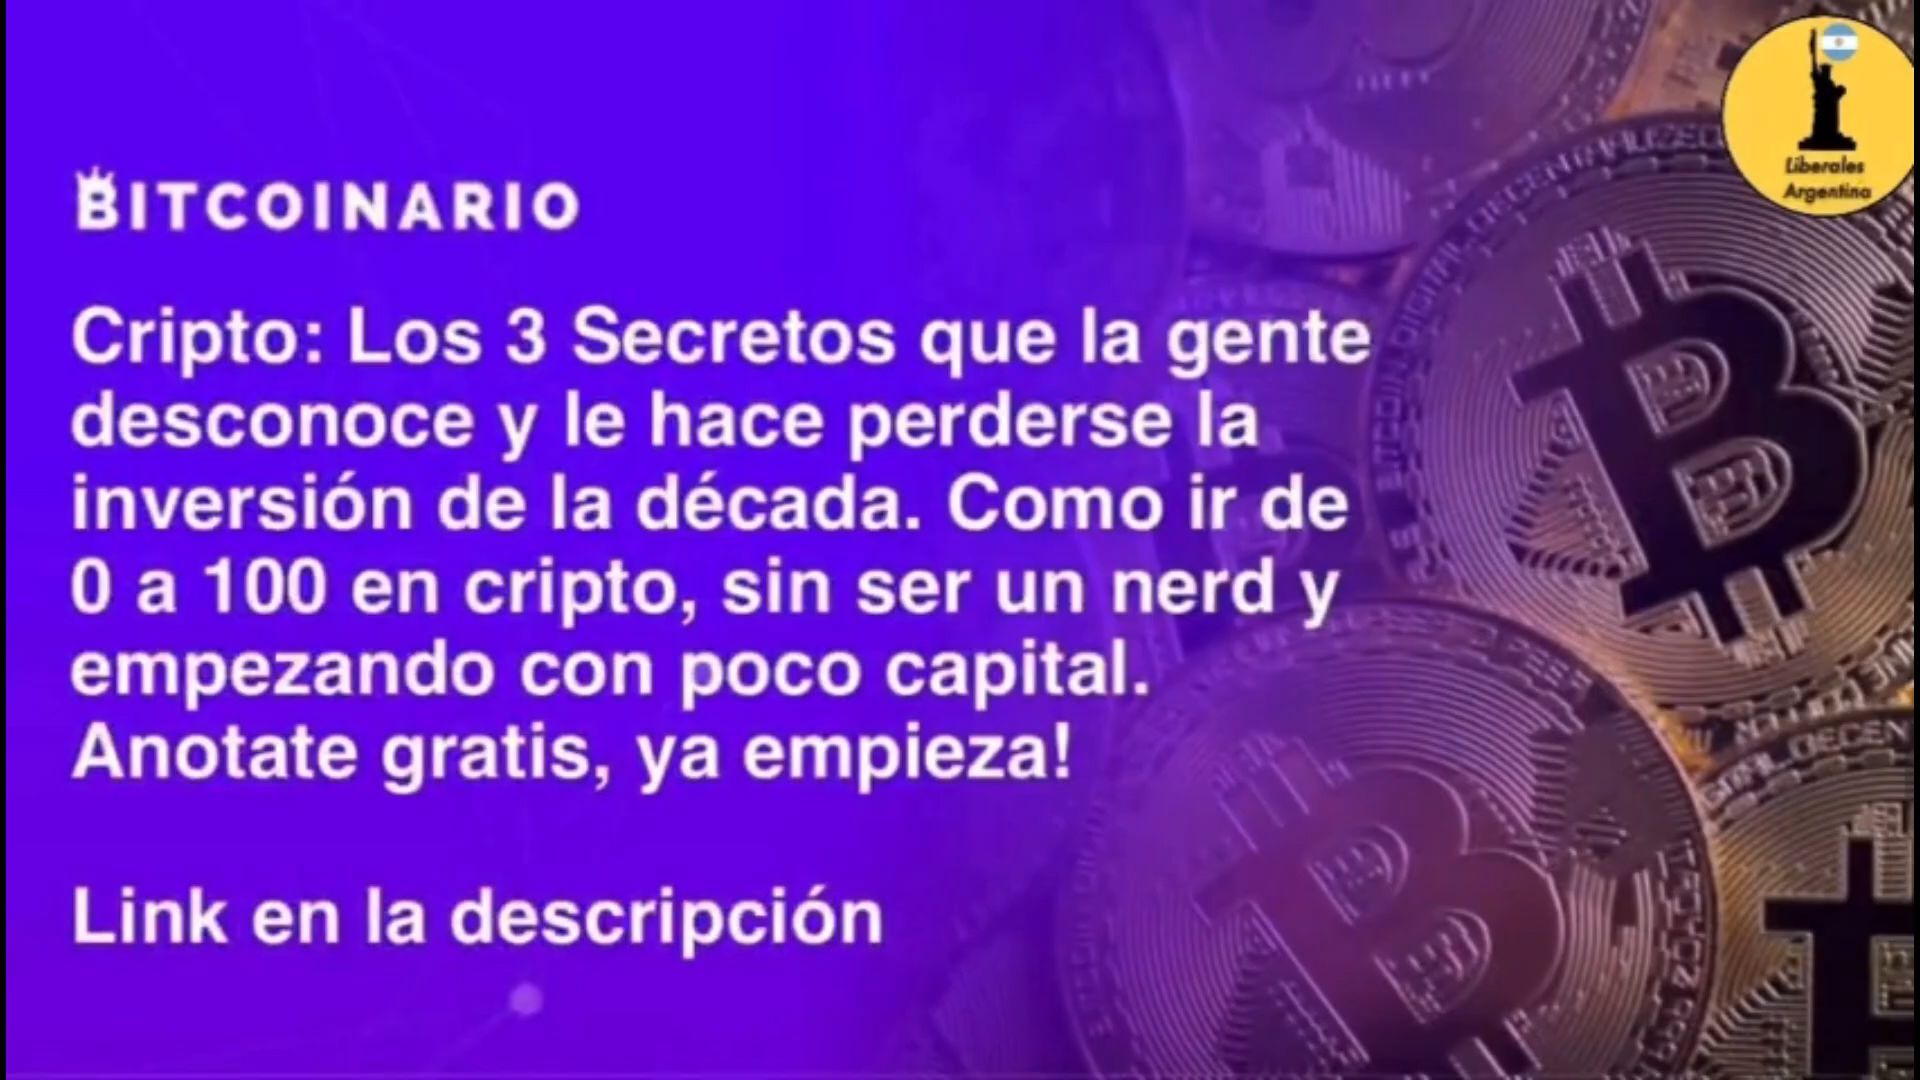 BITCOINARIO
Cripto: Los 3 Secretos que la gente
desconoce y le hace perderse la
inversión de la década. Como ir de
0 a 100 en cripto, sin ser un nerd y
empezando con poco capital.
Anotate gratis, ya empieza!
Link en la descripción
Liberales
Argentina